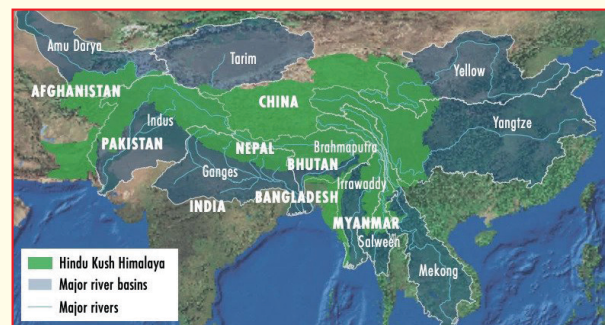 Amu Darya
Tarim
Yellow
AFGHANISTAN
CHINA
Indus
Yangtze
PAKISTAN
NEPAL
Brahmaputra
Ganges
BHUTAN
Irrawaddy
INDIA
BANGLADESH
MYANMAR
Salween
Mekong
Hindu Kush Himalaya
Major river basins
Major rivers